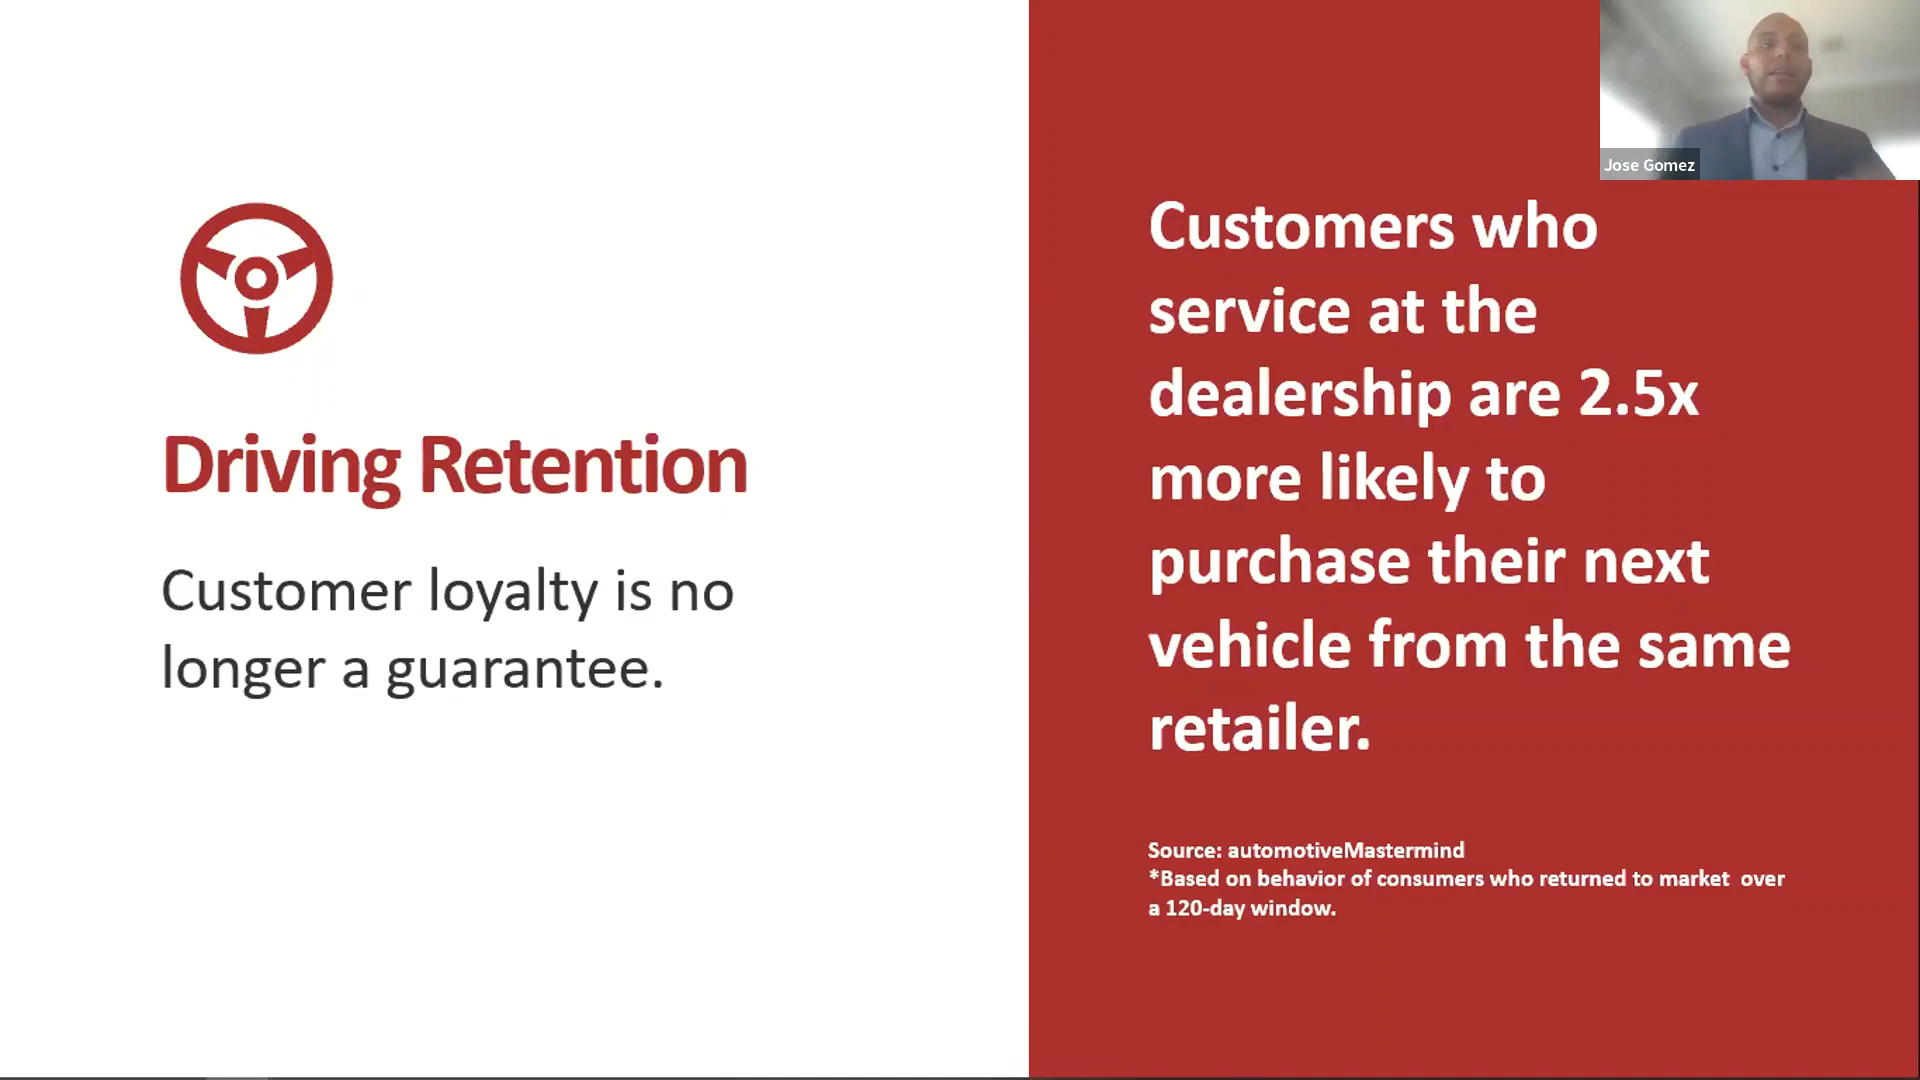 Driving Retention
Customer loyalty is no
longer a guarantee.
Jose Gomez
Customers who
service at the
dealership are 2.5x
more likely to
purchase their next
vehicle from the same
retailer.
Source: automotiveMastermind
*Based on behavior of consumers who returned to market  over
a 120-day window.